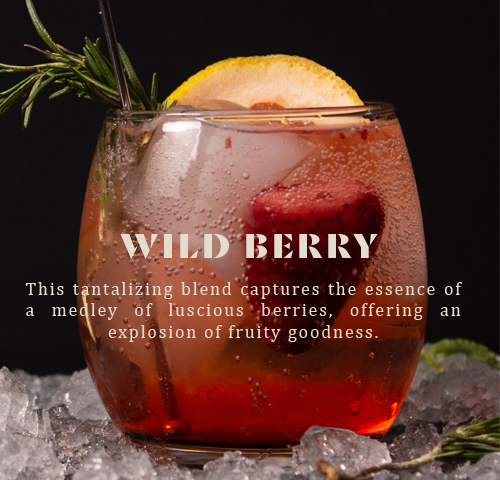 WILD BERRY
This tantalizing blend captures the essence of
a medley of luscious berries, offering an
explosion of fruity goodness.